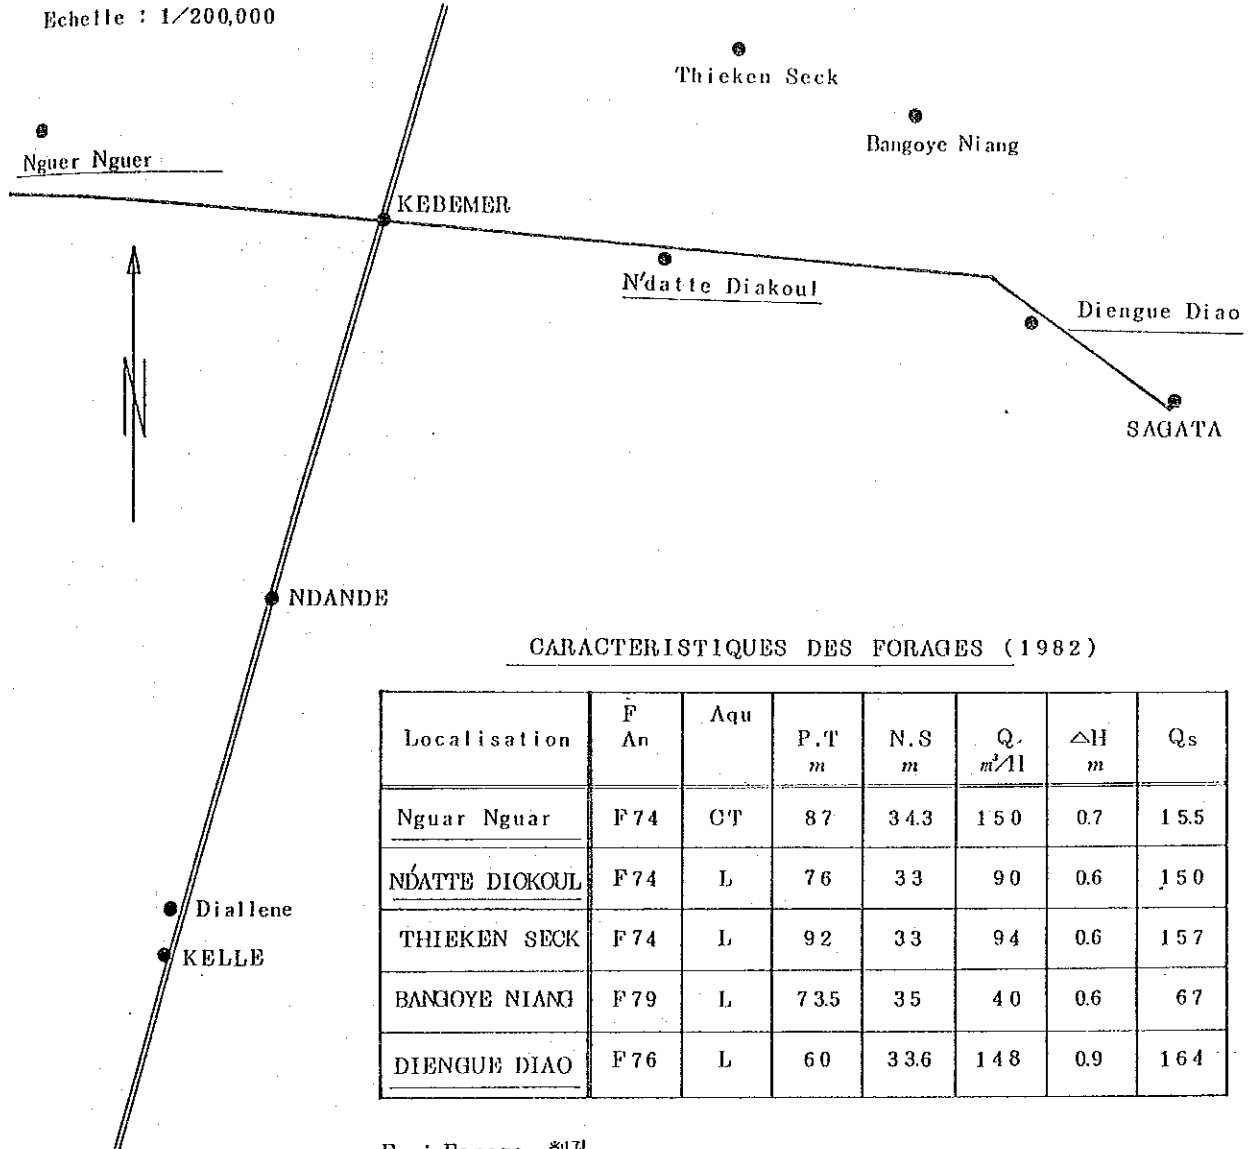 Echelle : 1/200,000
Thieken Seck
Bangoye Niang
Nguer Nguer
KEBEMER
N'datte Diakoul
Diengue Diao
SAGATA
N
NDANDE
Diallene
KELLE
CARACTERISTIQUES DES FORAGES (1982)
Localisation F An Aqu P.T m N.S m Q m³/H △H m Qs
Nguar Nguar F74 CT 87 34.3 150 0.7 15.5
N'DATTE DIOKOUL F74 L 76 33 90 0.6 150
THIEKEN SECK F74 L 92 33 94 0.6 157
BANGOYE NIANG F79 L 73.5 35 40 0.6 67
DIENGUE DIAO F76 L 60 33.6 148 0.9 164